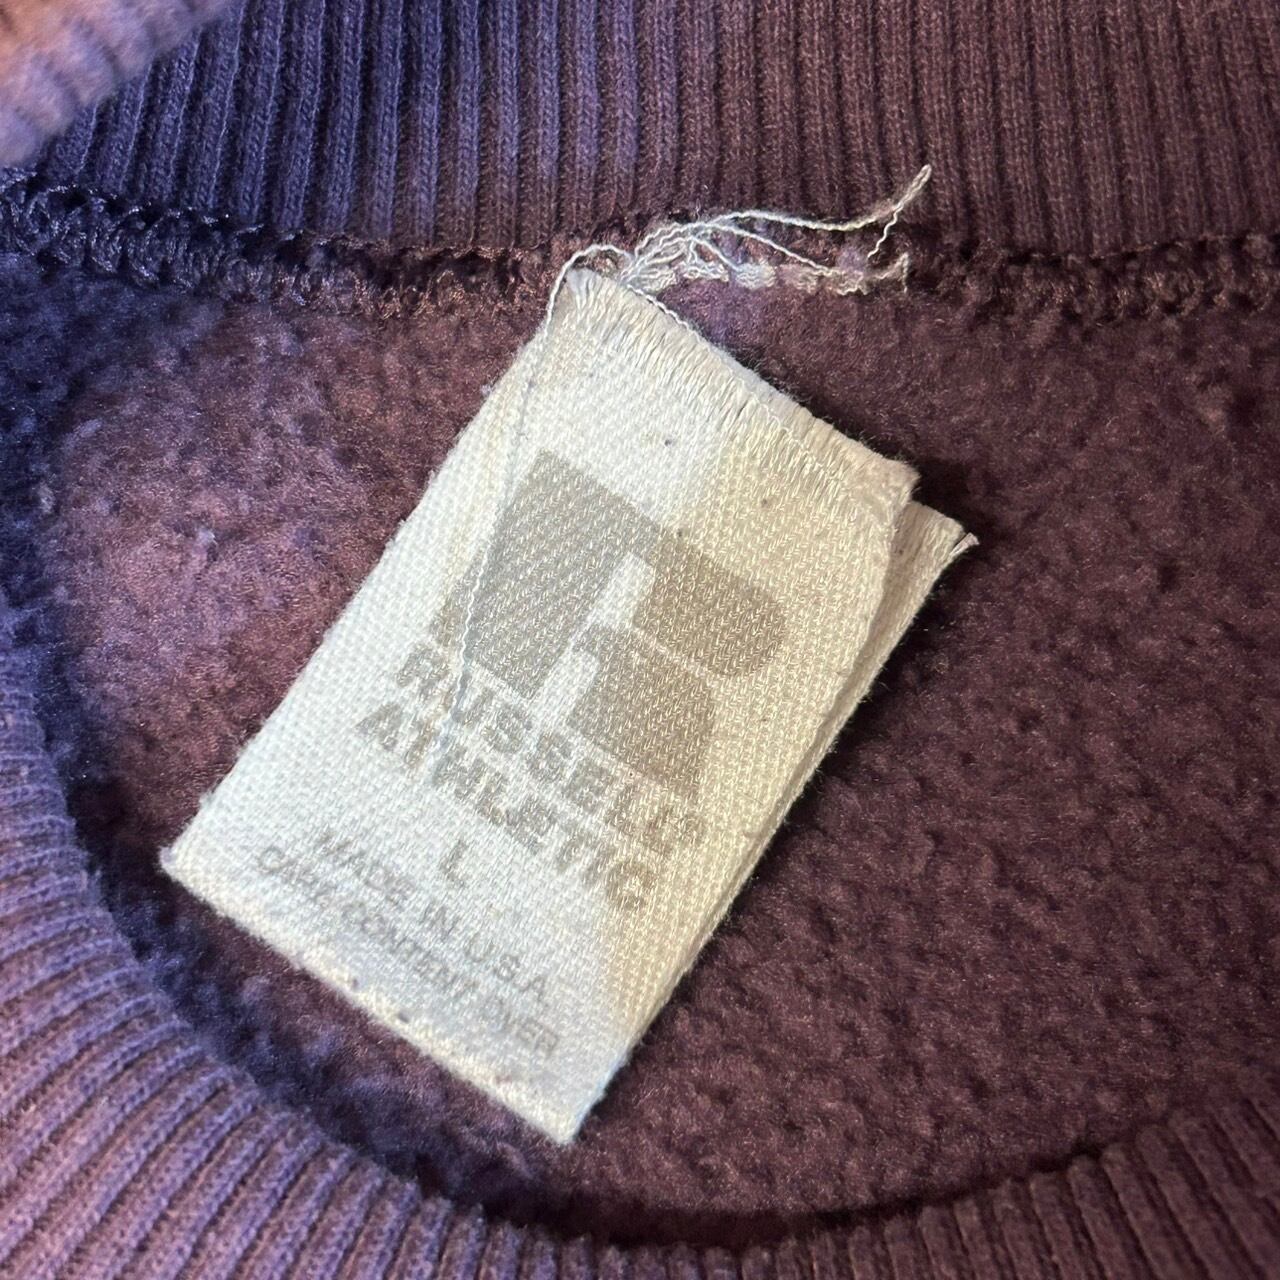 R
RUSSELL
ATHLETIC
L
MADE IN U.S.A.
CARE/CONTENT OVER